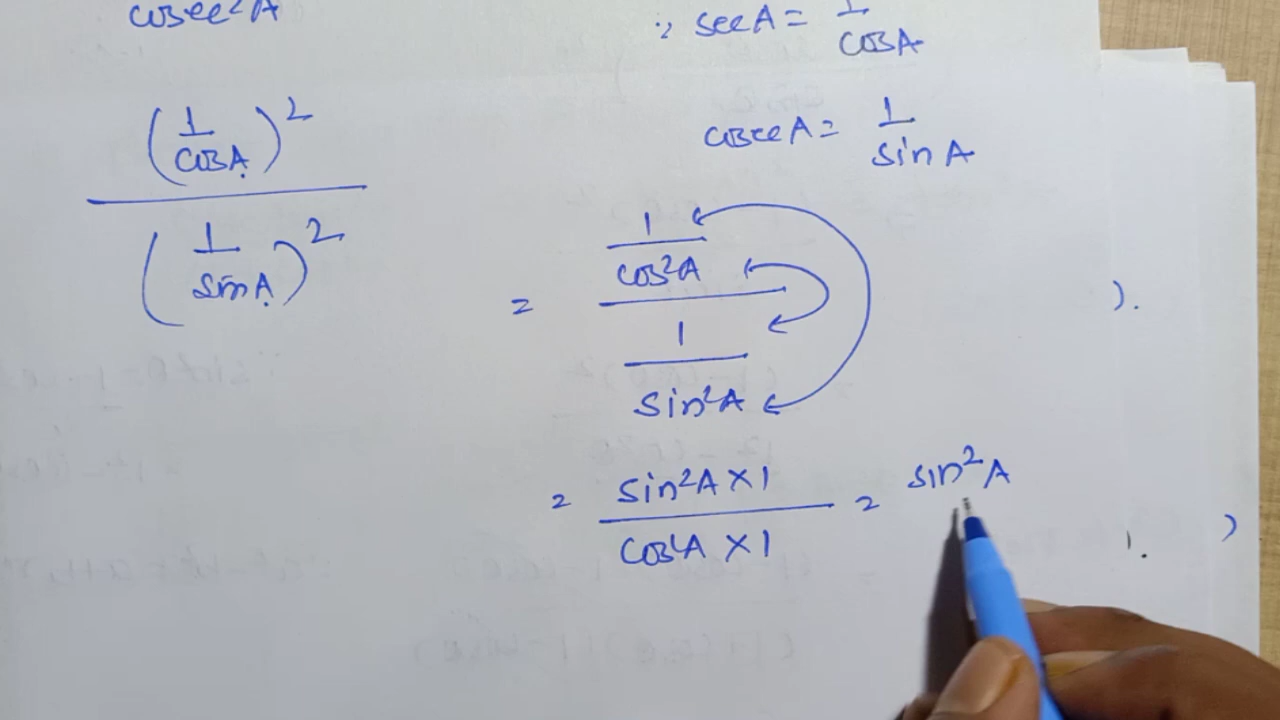 cosec²A
∵ secA = 1/cosA
cosecA = 1/sinA
(1/cosA)²
(1/sinA)²
= 1/cos²A
1/sin²A
= sin²A×1/cos²A×1 = sin²A